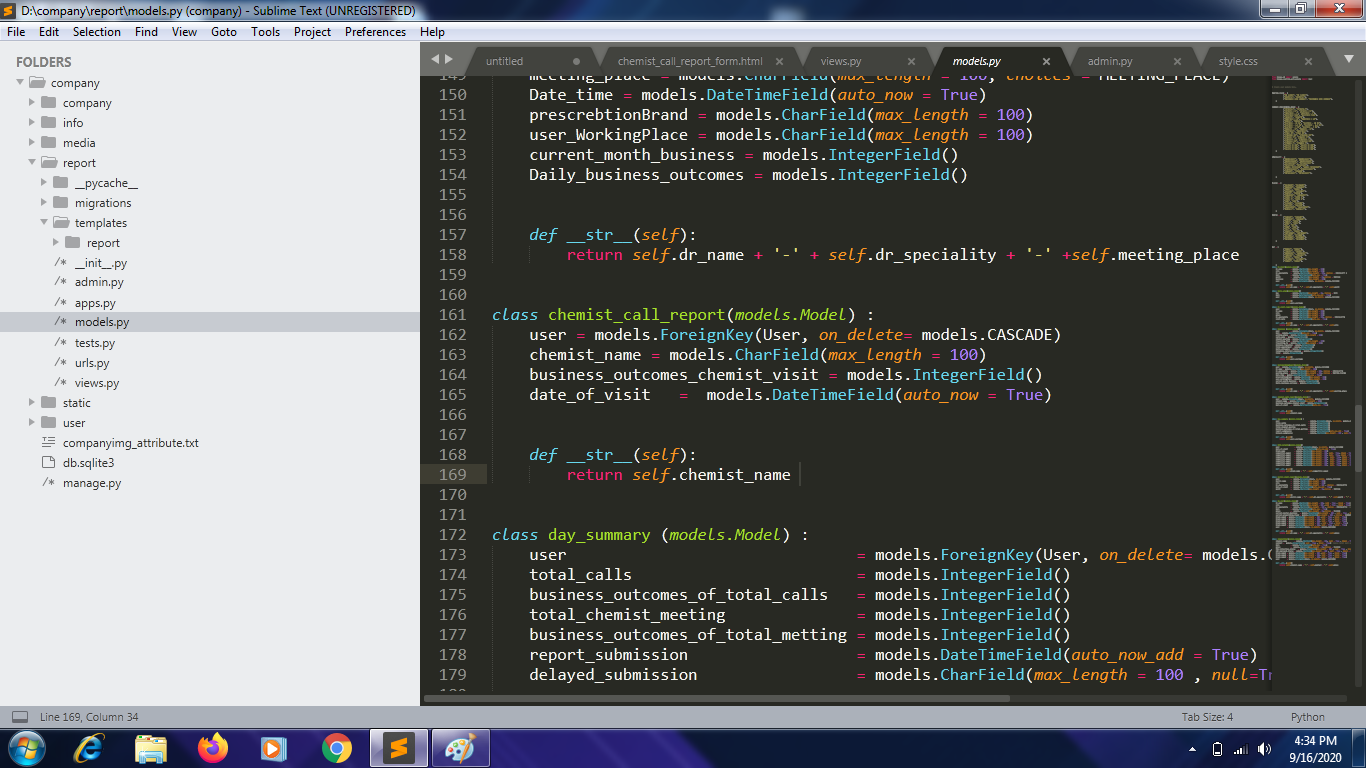 D:\company\report\models.py (company) - Sublime Text (UNREGISTERED)
File Edit Selection Find View Goto Tools Project Preferences Help
FOLDERS
company
company
info
media
report
__pycache__
migrations
templates
report
/* __init__.py
/* admin.py
/* apps.py
/* models.py
/* tests.py
/* urls.py
/* views.py
static
user
companyimg_attribute.txt
db.sqlite3
/* manage.py
untitled
chemist_call_report_form.html
views.py
models.py
admin.py
style.css
149 meeting_place = models.CharField(max_length = 100, choices = MEETING_PLACE)
150 Date_time = models.DateTimeField(auto_now = True)
151 prescrebtionBrand = models.CharField(max_length = 100)
152 user_WorkingPlace = models.CharField(max_length = 100)
153 current_month_business = models.IntegerField()
154 Daily_business_outcomes = models.IntegerField()
155
156
157 def __str__(self):
158 return self.dr_name + '-' + self.dr_speciality + '-' +self.meeting_place
159
160
161 class chemist_call_report(models.Model) :
162 user = models.ForeignKey(User, on_delete= models.CASCADE)
163 chemist_name = models.CharField(max_length = 100)
164 business_outcomes_chemist_visit = models.IntegerField()
165 date_of_visit = models.DateTimeField(auto_now = True)
166
167
168 def __str__(self):
169 return self.chemist_name
170
171
172 class day_summary (models.Model) :
173 user = models.ForeignKey(User, on_delete= models.
174 total_calls = models.IntegerField()
175 business_outcomes_of_total_calls = models.IntegerField()
176 total_chemist_meeting = models.IntegerField()
177 business_outcomes_of_total_metting = models.IntegerField()
178 report_submission = models.DateTimeField(auto_now_add = True)
179 delayed_submission = models.CharField(max_length = 100 , null=
Line 169, Column 34
Tab Size: 4
Python
4:34 PM
9/16/2020